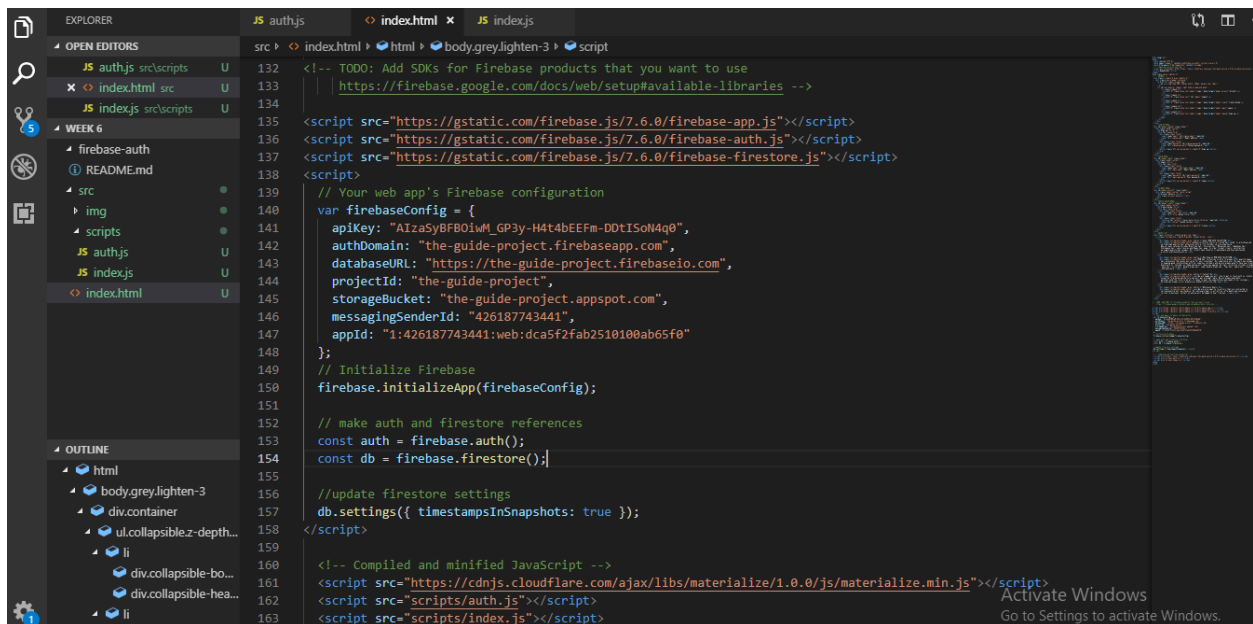 EXPLORER
OPEN EDITORS
JS auth.js src\scripts U
× <> index.html src U
JS index.js src\scripts U
5
WEEK 6
firebase-auth
README.md
src
img
scripts
JS auth.js U
JS index.js U
<> index.html U
OUTLINE
html
body.grey.lighten-3
div.container
ul.collapsible.z-depth...
li
div.collapsible-bo...
div.collapsible-hea...
li
1
JS auth.js <> index.html × JS index.js
src <> index.html html body.grey.lighten-3 script
132 <!-- TODO: Add SDKs for Firebase products that you want to use
133 https://firebase.google.com/docs/web/setup#available-libraries -->
134
135 <script src="https://gstatic.com/firebase.js/7.6.0/firebase-app.js"></script>
136 <script src="https://gstatic.com/firebase.js/7.6.0/firebase-auth.js"></script>
137 <script src="https://gstatic.com/firebase.js/7.6.0/firebase-firestore.js"></script>
138 <script>
139 // Your web app's Firebase configuration
140 var firebaseConfig = {
141 apiKey: "AIzaSyBFBOiwM_GP3y-H4t4bEEFm-DDtISoN4q0",
142 authDomain: "the-guide-project.firebaseapp.com",
143 databaseURL: "https://the-guide-project.firebaseio.com",
144 projectId: "the-guide-project",
145 storageBucket: "the-guide-project.appspot.com",
146 messagingSenderId: "426187743441",
147 appId: "1:426187743441:web:dca5f2fab2510100ab65f0"
148 };
149 // Initialize Firebase
150 firebase.initializeApp(firebaseConfig);
151
152 // make auth and firestore references
153 const auth = firebase.auth();
154 const db = firebase.firestore();
155
156 //update firestore settings
157 db.settings({ timestampsInSnapshots: true });
158 </script>
159
160 <!-- Compiled and minified JavaScript -->
161 <script src="https://cdnjs.cloudflare.com/ajax/libs/materialize/1.0.0/js/materialize.min.js"></script>
162 <script src="scripts/auth.js"></script>
163 <script src="scripts/index.js"></script>
Activate Windows
Go to Settings to activate Windows.